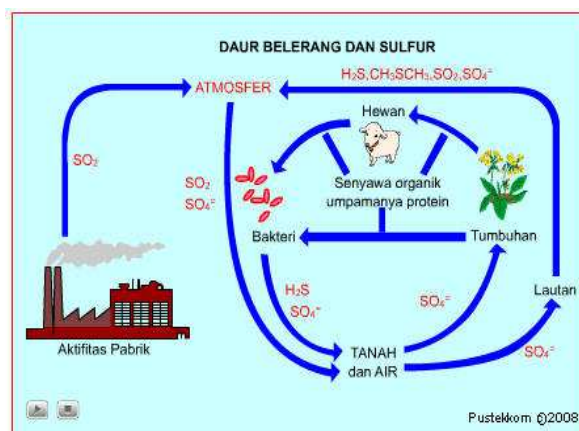 DAUR BELERANG DAN SULFUR
H₂S,CH₃SCH₃,SO₂,SO₄⁼
ATMOSFER
Hewan
SO₂
SO₂
SO₄⁼
Senyawa organik
umpamanya protein
Bakteri
Tumbuhan
H₂S
SO₄⁼
SO₄⁼
Lautan
Aktifitas Pabrik
TANAH
dan AIR
SO₄⁼
Pustekkom ©2008